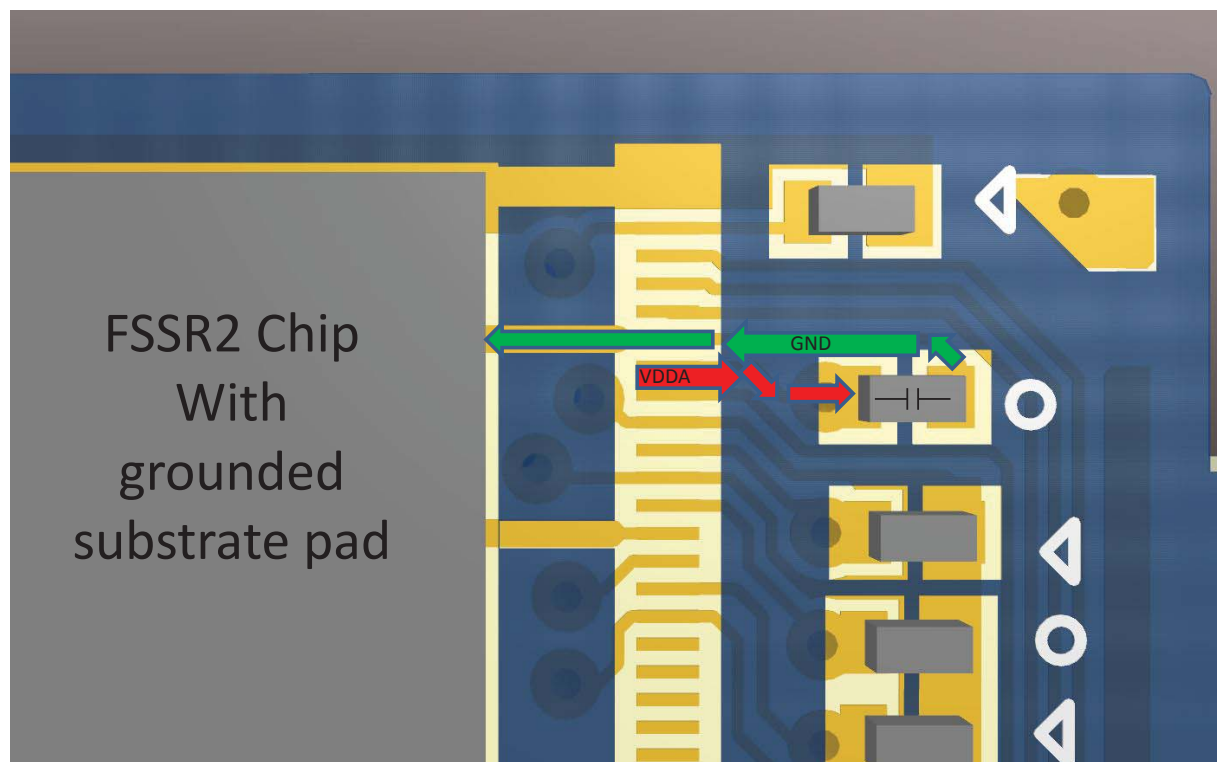 FSSR2 Chip
With
grounded
substrate pad
GND
VDDA